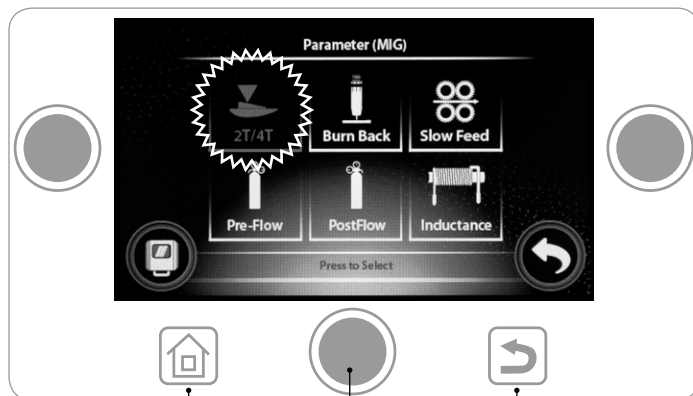 Parameter (MIG)
2T/4T
Burn Back
Slow Feed
Pre-Flow
PostFlow
Inductance
Press to Select